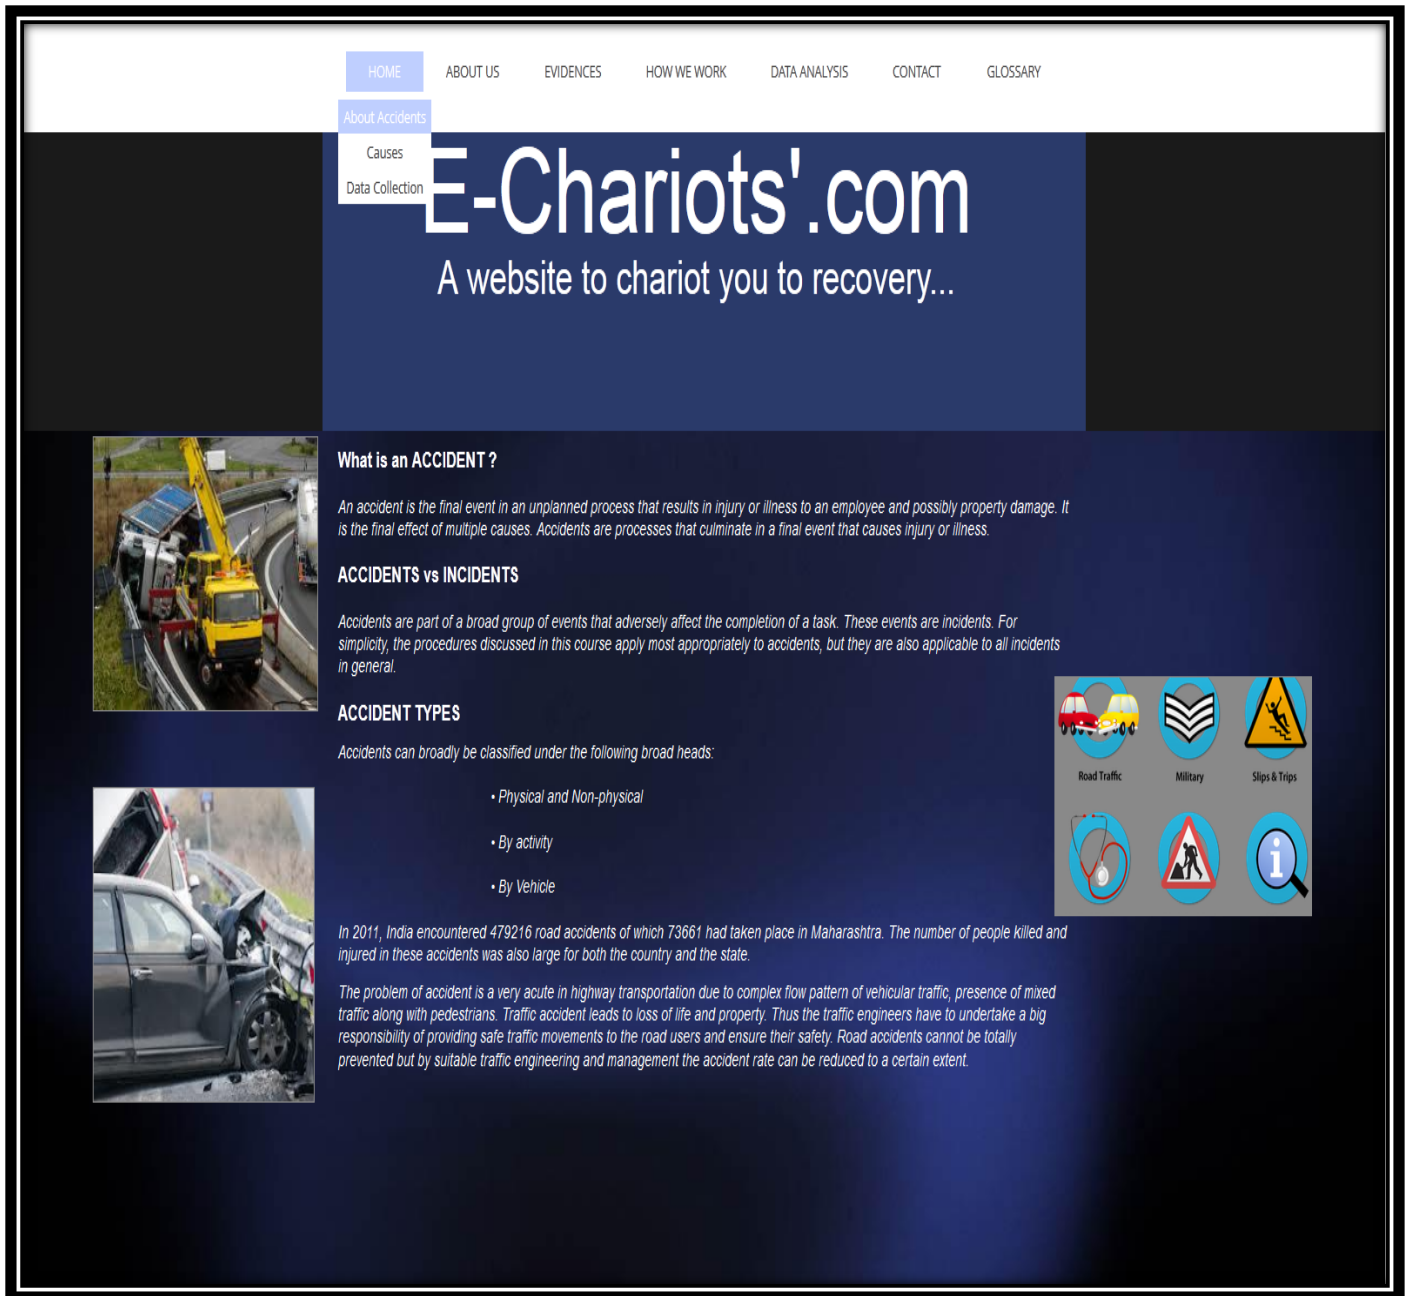 HOME ABOUT US EVIDENCES HOW WE WORK DATA ANALYSIS CONTACT GLOSSARY
About Accidents
Causes
Data Collection
E-Chariots'.com
A website to chariot you to recovery...
What is an ACCIDENT ?
An accident is the final event in an unplanned process that results in injury or illness to an employee and possibly property damage. It
is the final effect of multiple causes. Accidents are processes that culminate in a final event that causes injury or illness.
ACCIDENTS vs INCIDENTS
Accidents are part of a broad group of events that adversely affect the completion of a task. These events are incidents. For
simplicity, the procedures discussed in this course apply most appropriately to accidents, but they are also applicable to all incidents
in general.
ACCIDENT TYPES
Accidents can broadly be classified under the following broad heads:
• Physical and Non-physical
• By activity
• By Vehicle
Road Traffic Military Slips & Trips
i
In 2011, India encountered 479216 road accidents of which 73661 had taken place in Maharashtra. The number of people killed and
injured in these accidents was also large for both the country and the state.
The problem of accident is a very acute in highway transportation due to complex flow pattern of vehicular traffic, presence of mixed
traffic along with pedestrians. Traffic accident leads to loss of life and property. Thus the traffic engineers have to undertake a big
responsibility of providing safe traffic movements to the road users and ensure their safety. Road accidents cannot be totally
prevented but by suitable traffic engineering and management the accident rate can be reduced to a certain extent.